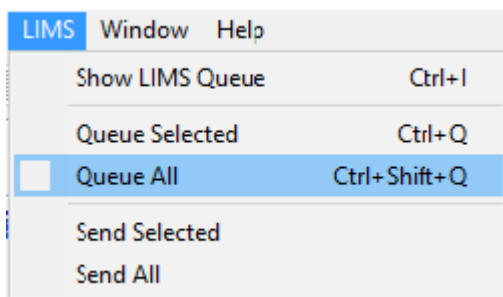 LIMS Window Help
Show LIMS Queue Ctrl+I
Queue Selected Ctrl+Q
Queue All Ctrl+Shift+Q
Send Selected
Send All